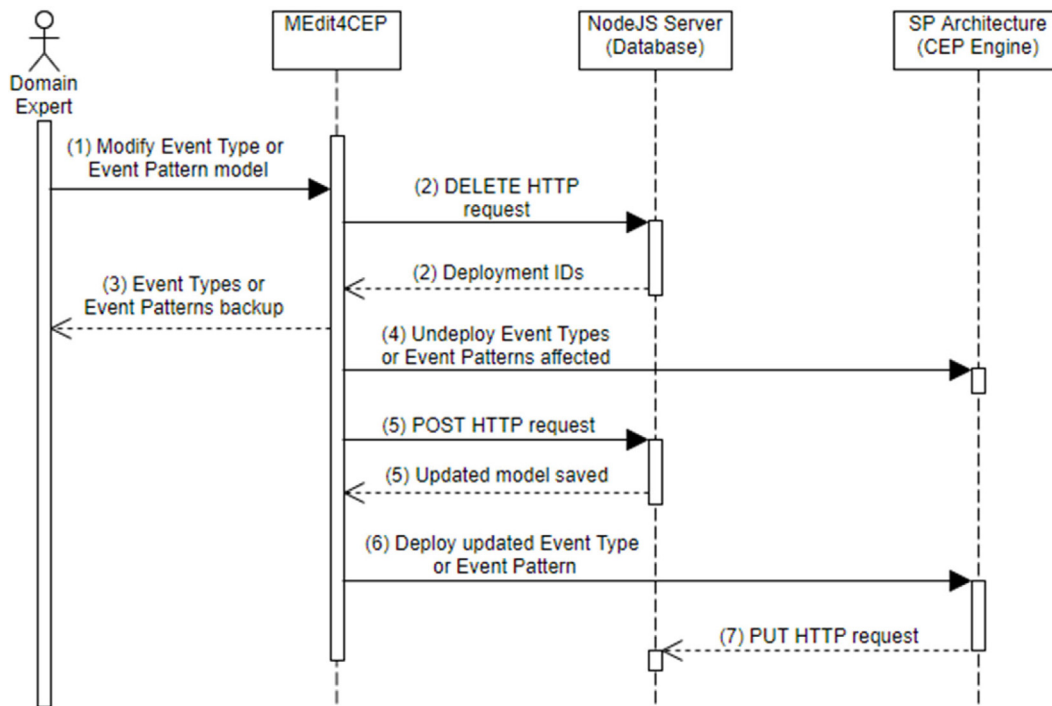 MEdit4CEP
NodeJS Server
(Database)
SP Architecture
(CEP Engine)
Domain
Expert
(1) Modify Event Type or
Event Pattern model
(2) DELETE HTTP
request
(2) Deployment IDs
(3) Event Types or
Event Patterns backup
(4) Undeploy Event Types
or Event Patterns affected
(5) POST HTTP request
(5) Updated model saved
(6) Deploy updated Event Type
or Event Pattern
(7) PUT HTTP request